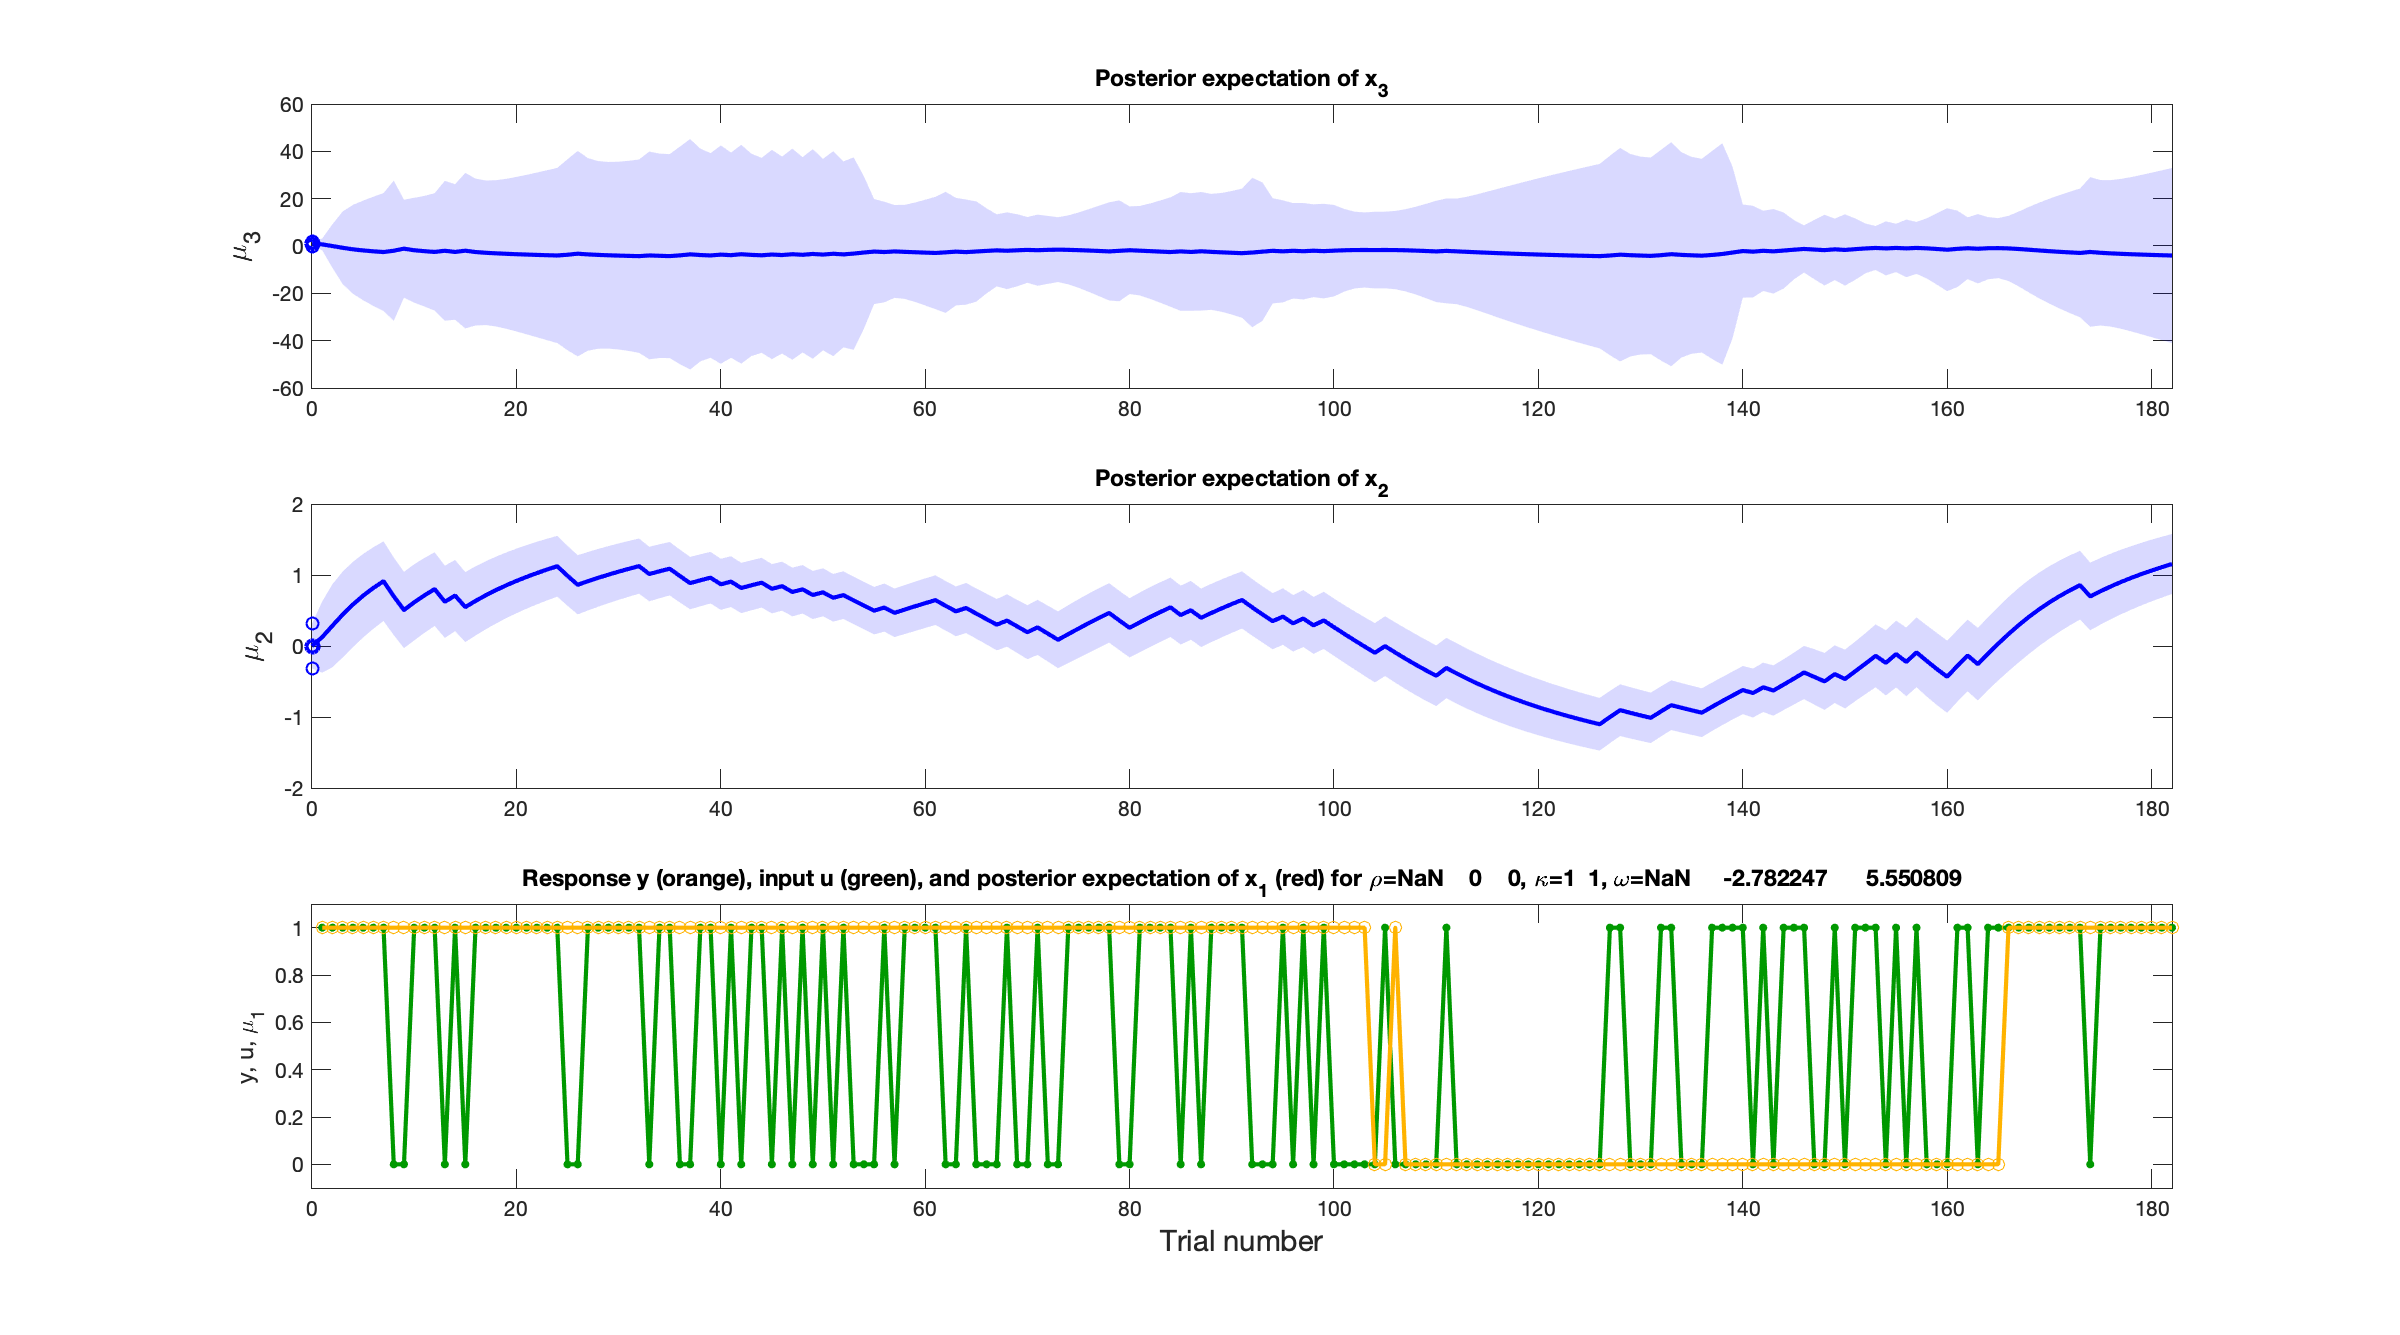 Posterior expectation of x3
60
40
20
0
-20
-40
-60
μ3
0 20 40 60 80 100 120 140 160 180
Posterior expectation of x2
2
1
0
-1
-2
μ2
0 20 40 60 80 100 120 140 160 180
Response y (orange), input u (green), and posterior expectation of x1 (red) for ρ=NaN 0 0, κ=1 1, ω=NaN -2.782247 5.550809
1
0.8
0.6
0.4
0.2
0
y, u, μ1
0 20 40 60 80 100 120 140 160 180
Trial number